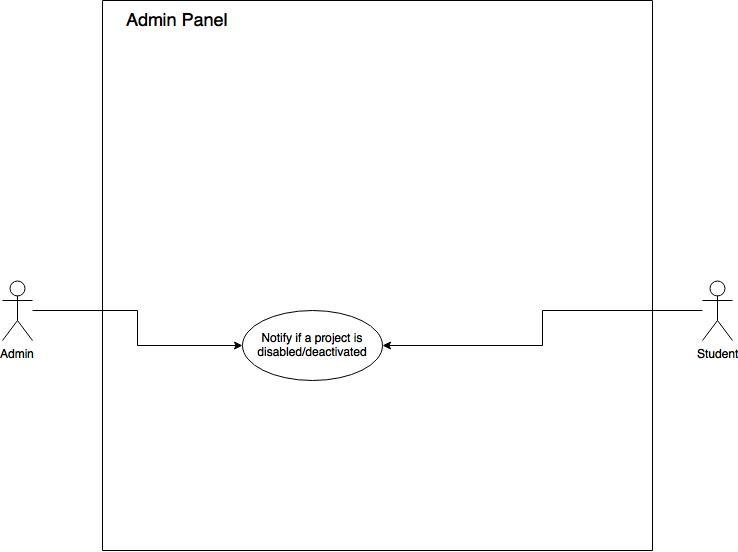 Admin Panel
Notify if a project is
disabled/deactivated
Admin
Student